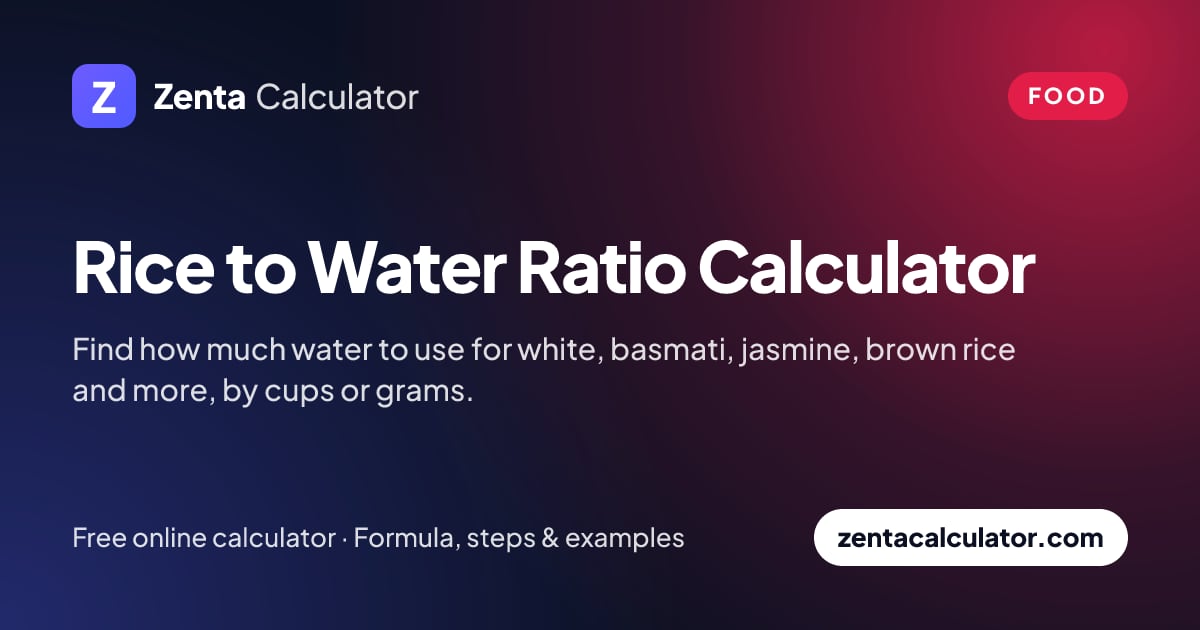 Z
Zenta Calculator
FOOD
Rice to Water Ratio Calculator
Find how much water to use for white, basmati, jasmine, brown rice
and more, by cups or grams.
Free online calculator · Formula, steps & examples
zentacalculator.com